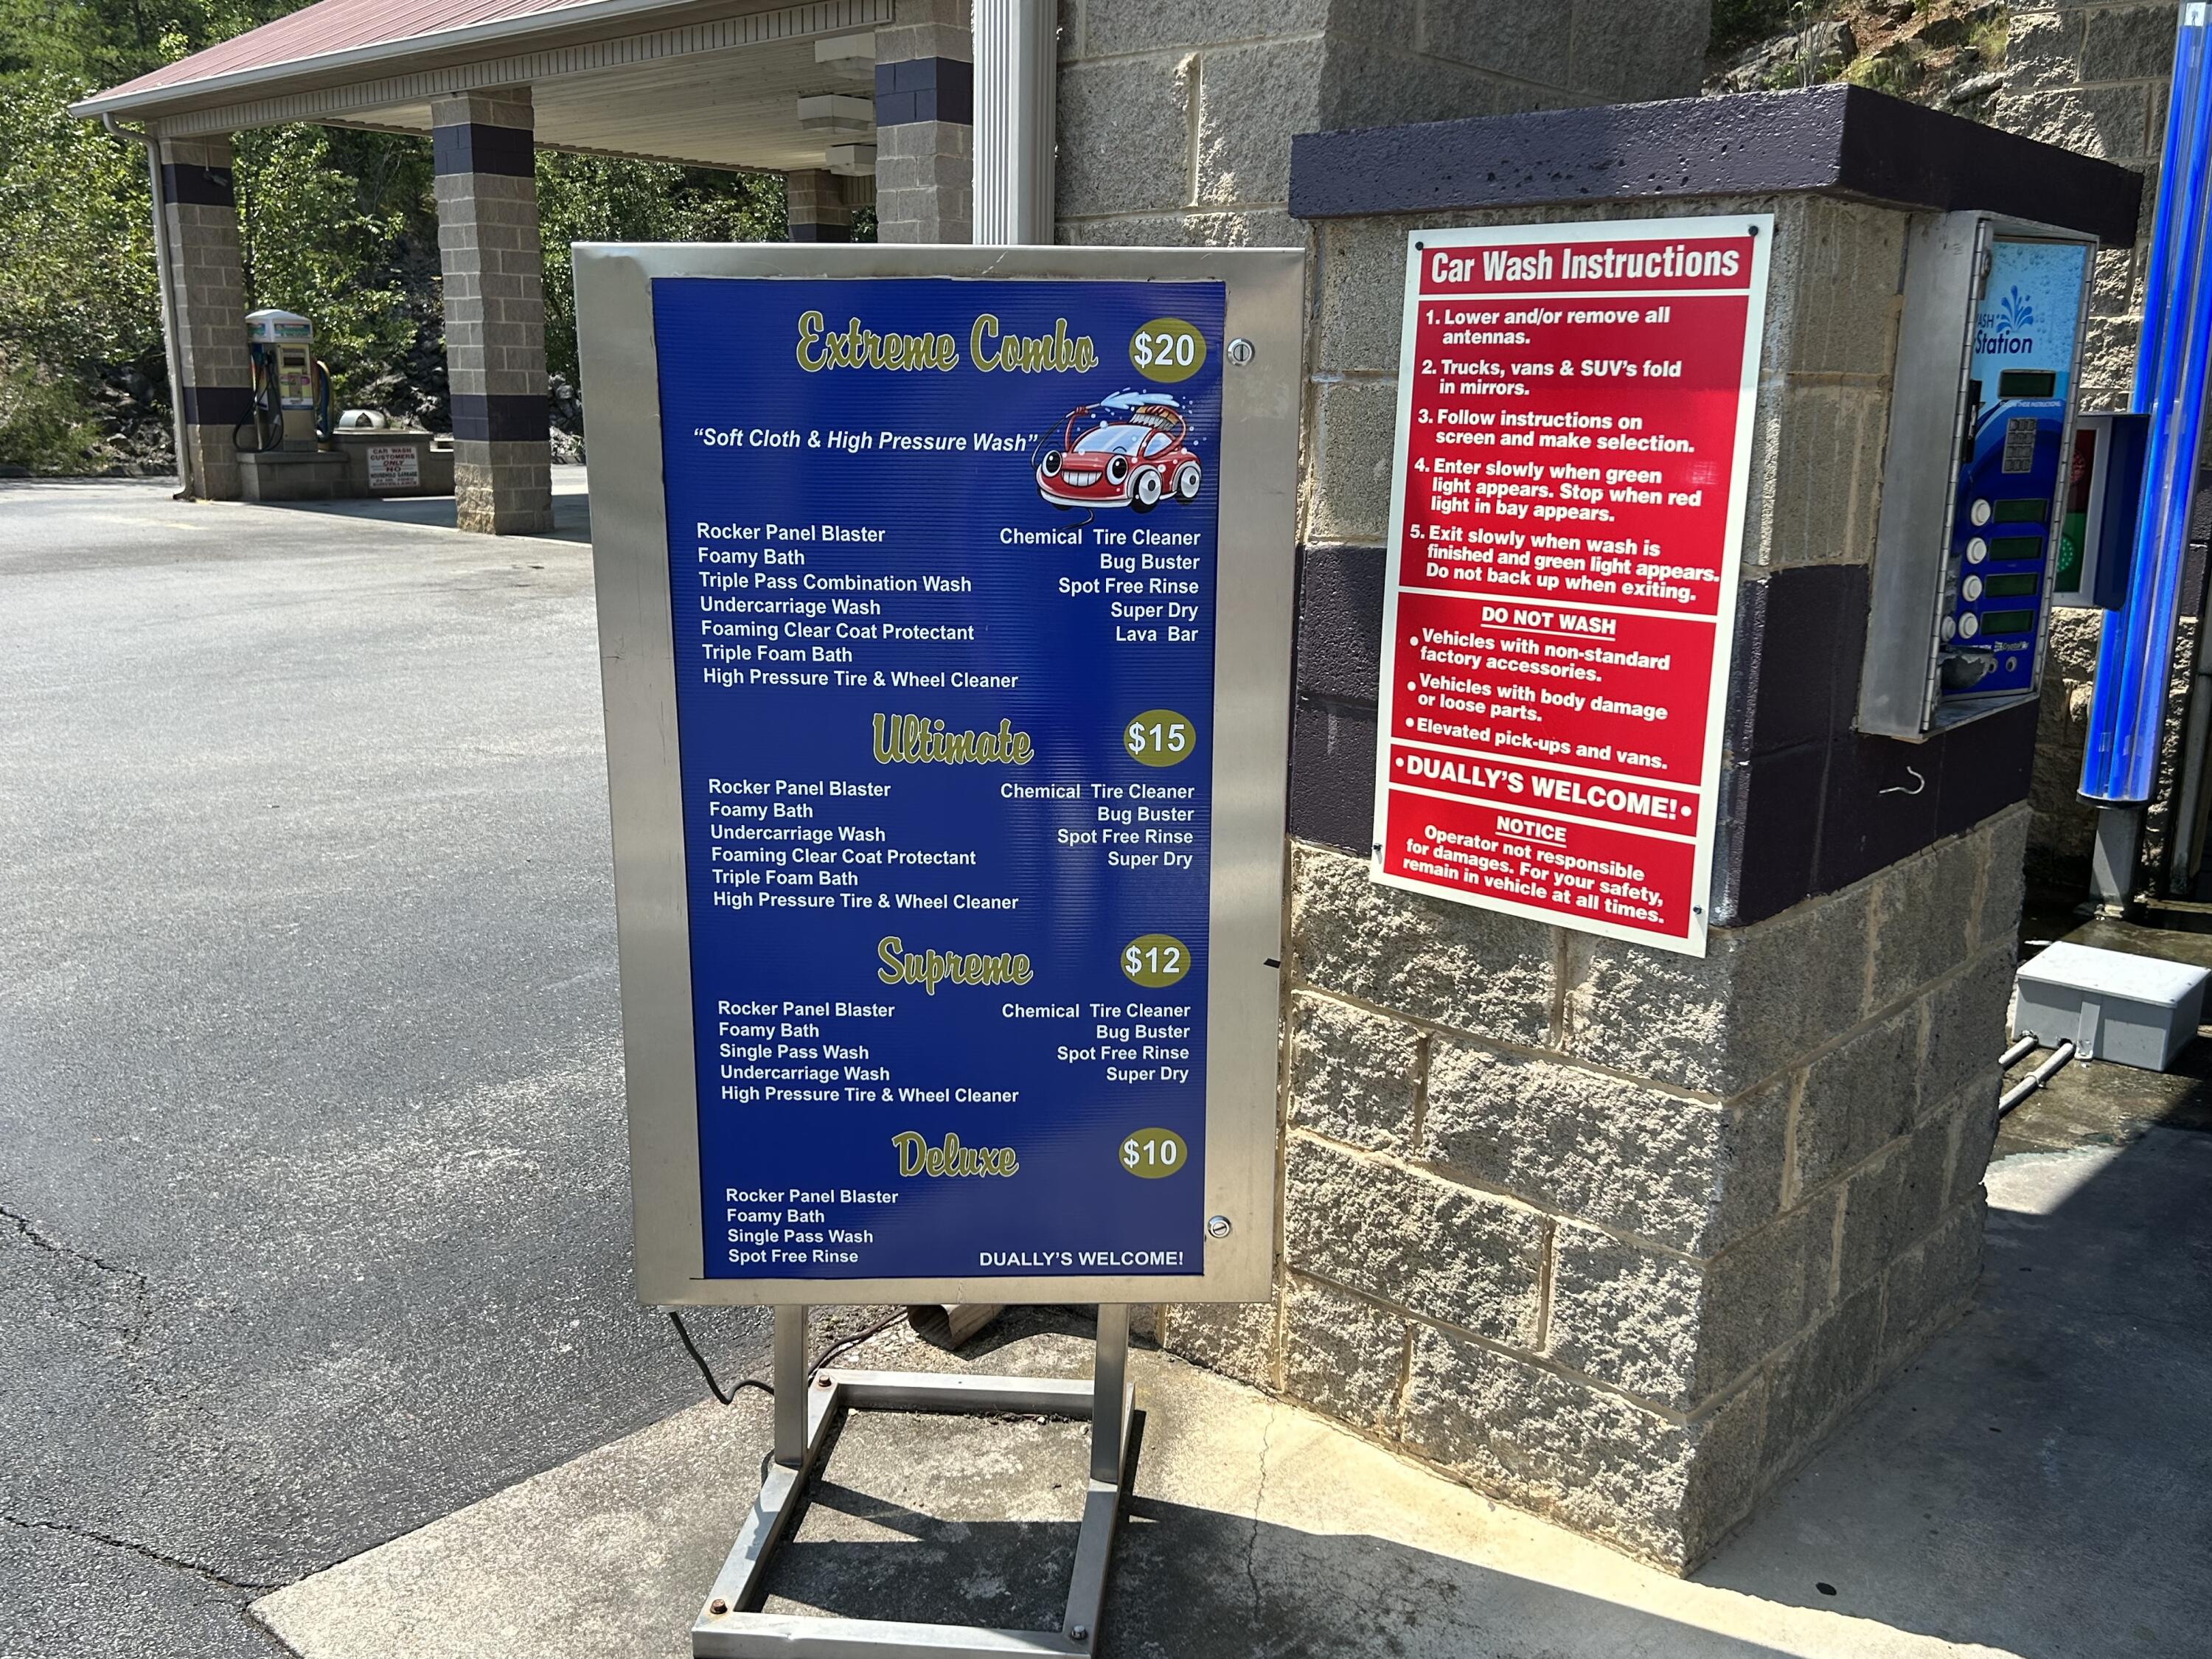 Extreme Combo $20
“Soft Cloth & High Pressure Wash”
Rocker Panel Blaster
Foamy Bath
Triple Pass Combination Wash
Undercarriage Wash
Foaming Clear Coat Protectant
Triple Foam Bath
High Pressure Tire & Wheel Cleaner
Chemical Tire Cleaner
Bug Buster
Spot Free Rinse
Super Dry
Lava Bar
Ultimate $15
Rocker Panel Blaster
Foamy Bath
Undercarriage Wash
Foaming Clear Coat Protectant
Triple Foam Bath
High Pressure Tire & Wheel Cleaner
Chemical Tire Cleaner
Bug Buster
Spot Free Rinse
Super Dry
Supreme $12
Rocker Panel Blaster
Foamy Bath
Single Pass Wash
Undercarriage Wash
High Pressure Tire & Wheel Cleaner
Chemical Tire Cleaner
Bug Buster
Spot Free Rinse
Super Dry
Deluxe $10
Rocker Panel Blaster
Foamy Bath
Single Pass Wash
Spot Free Rinse
DUALLY’S WELCOME!
Car Wash Instructions
1. Lower and/or remove all
antennas.
2. Trucks, vans & SUV’s fold
in mirrors.
3. Follow instructions on
screen and make selection.
4. Enter slowly when green
light appears. Stop when red
light in bay appears.
5. Exit slowly when wash is
finished and green light appears.
Do not back up when exiting.
DO NOT WASH
• Vehicles with non-standard
factory accessories.
• Vehicles with body damage
or loose parts.
• Elevated pick-ups and vans.
• DUALLY’S WELCOME! •
NOTICE
Operator not responsible
for damages. For your safety,
remain in vehicle at all times.
ASH
Station
CAR WASH
CUSTOMERS
ONLY
NO